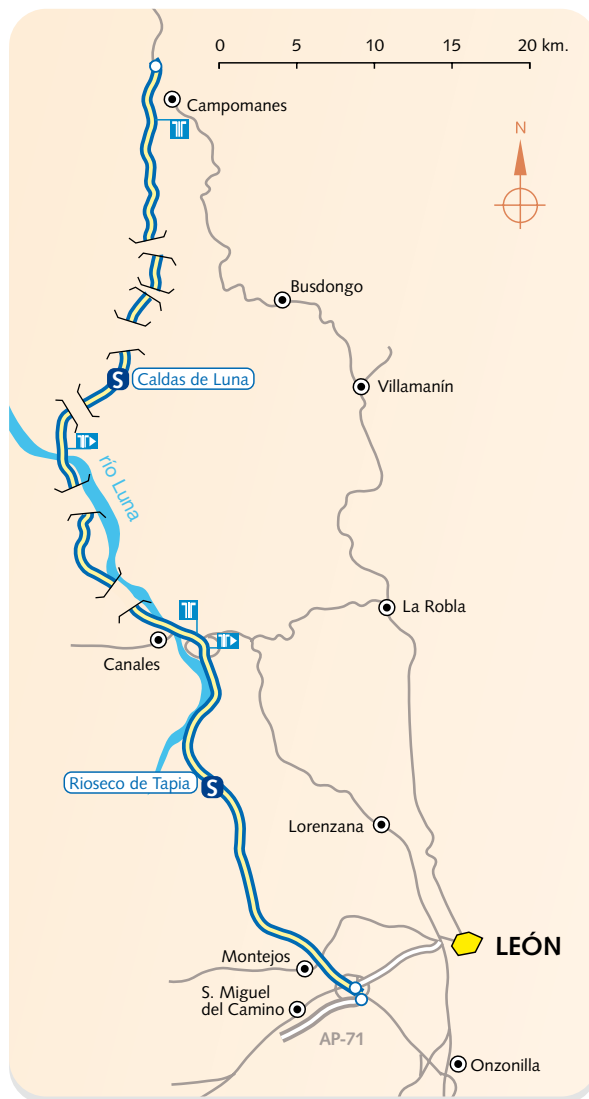 0 5 10 15 20 km.
Campomanes
N
Busdongo
S Caldas de Luna
Villamanín
río Luna
La Robla
Canales
Rioseco de Tapia S
Lorenzana
LEÓN
Montejos
S. Miguel
del Camino
AP-71
Onzonilla